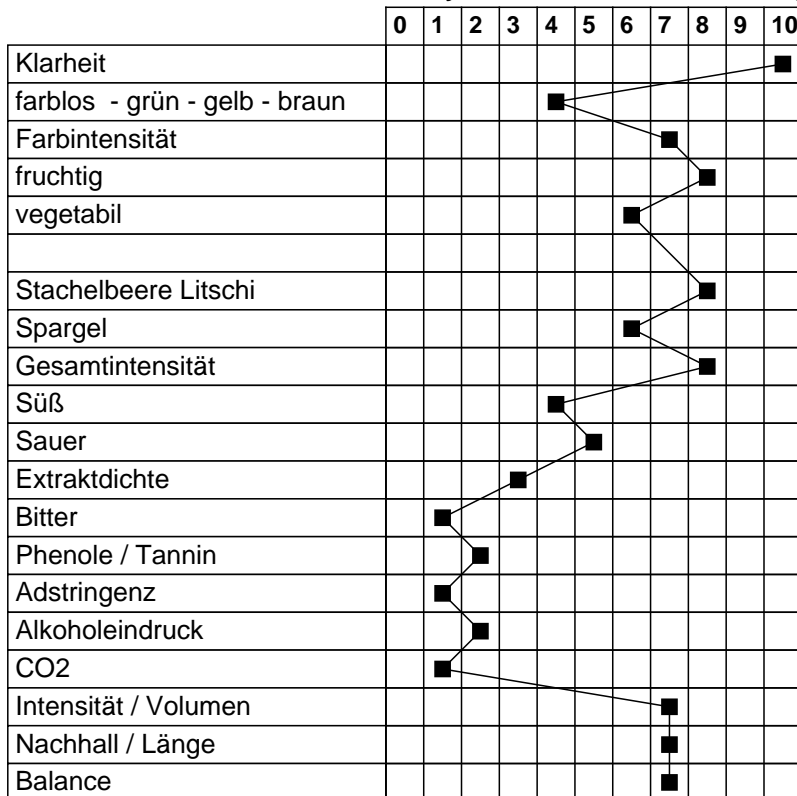 0 1 2 3 4 5 6 7 8 9 10
Klarheit
farblos - grün - gelb - braun
Farbintensität
fruchtig
vegetabil
Stachelbeere Litschi
Spargel
Gesamtintensität
Süß
Sauer
Extraktdichte
Bitter
Phenole / Tannin
Adstringenz
Alkoholeindruck
CO2
Intensität / Volumen
Nachhall / Länge
Balance